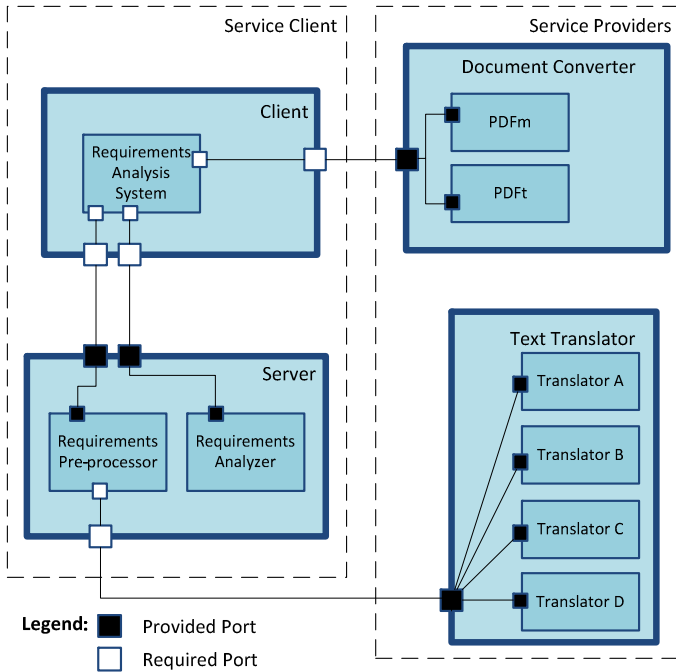 Service Client
Service Providers
Client
Requirements
Analysis
System
Document Converter
PDFm
PDFt
Server
Requirements
Pre-processor
Requirements
Analyzer
Text Translator
Translator A
Translator B
Translator C
Translator D
Legend:
Provided Port
Required Port